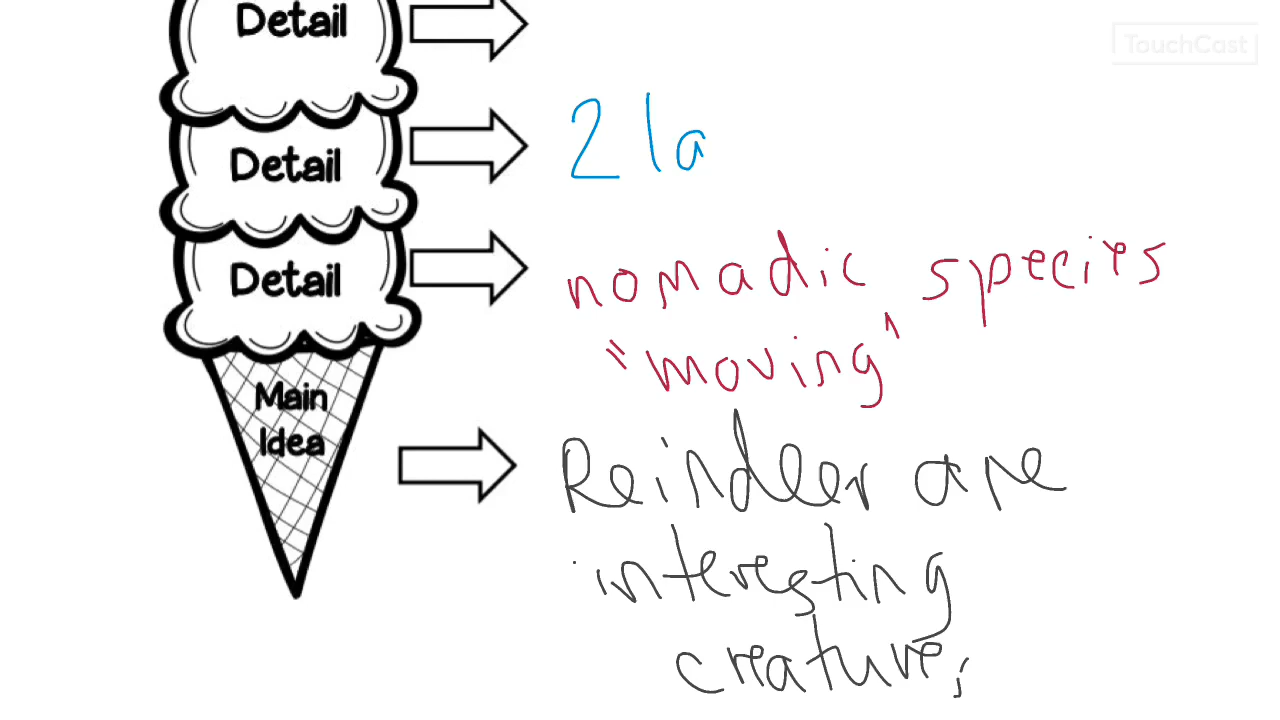 Detail
TouchCast
Detail
2 la
Detail
nomadic species
"moving"
Main
Idea
Reindeer are
interesting
creatures